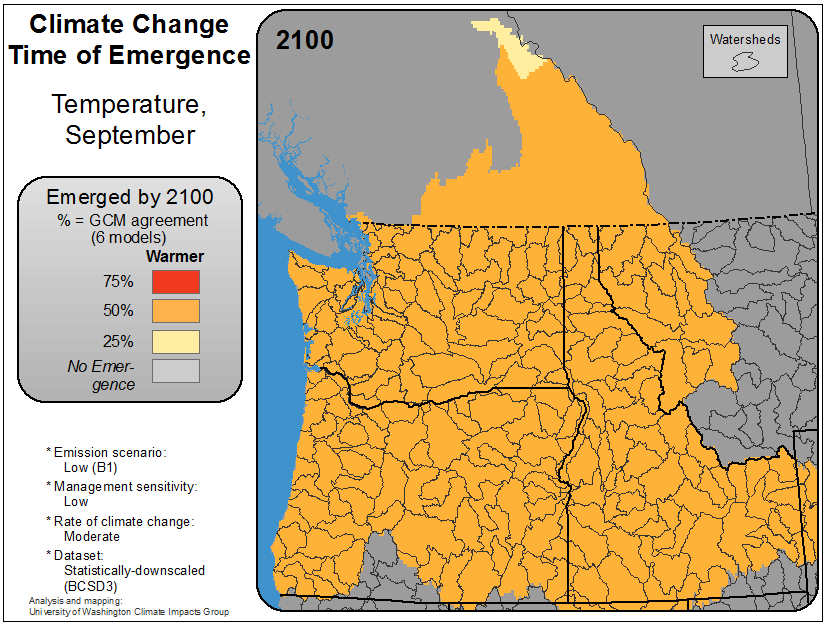 Climate Change
Time of Emergence
Temperature,
September
Emerged by 2100
% = GCM agreement
(6 models)
Warmer
75%
50%
25%
No Emer-
gence
* Emission scenario:
Low (B1)
* Management sensitivity:
Low
* Rate of climate change:
Moderate
* Dataset:
Statistically-downscaled
(BCSD3)
Analysis and mapping:
University of Washington Climate Impacts Group
2100
Watersheds